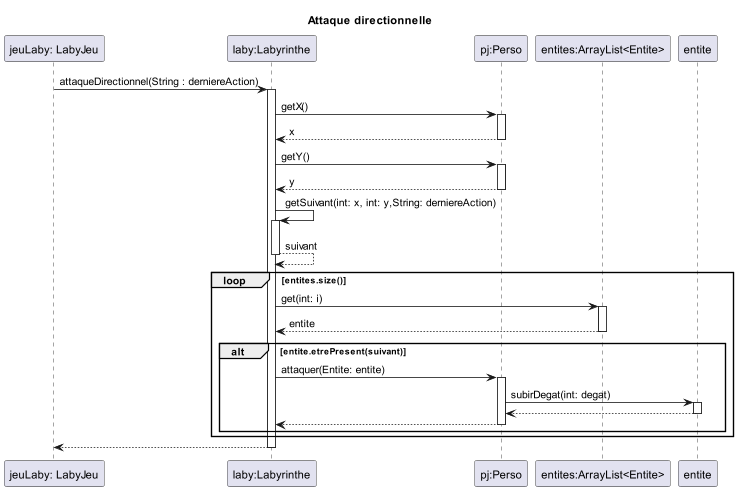 Attaque directionnelle
jeuLaby: LabyJeu
laby:Labyrinthe
pj:Perso
entites:ArrayList<Entite>
entite
attaqueDirectionnel(String : derniereAction)
getX()
x
getY()
y
getSuivant(int: x, int: y,String: derniereAction)
suivant
loop [entites.size()]
get(int: i)
entite
alt [entite.etrePresent(suivant)]
attaquer(Entite: entite)
subirDegat(int: degat)
jeuLaby: LabyJeu
laby:Labyrinthe
pj:Perso
entites:ArrayList<Entite>
entite